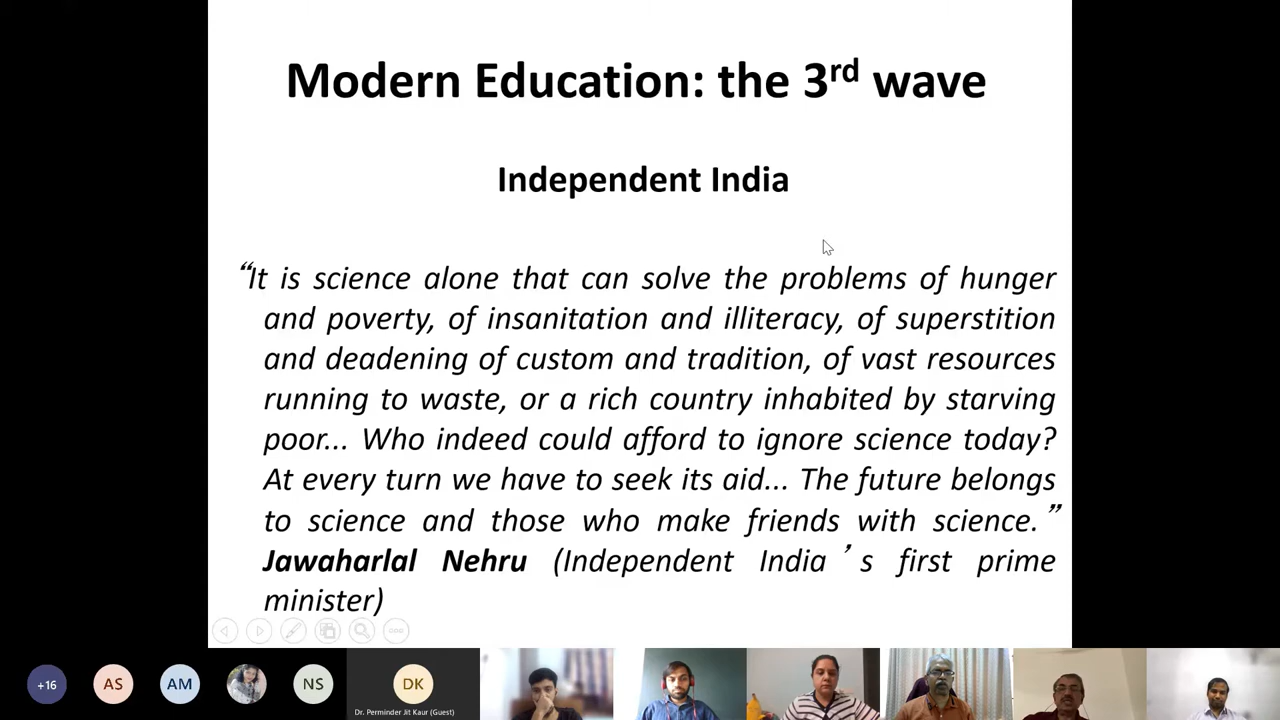 Modern Education: the 3rd wave
Independent India
“It is science alone that can solve the problems of hunger
and poverty, of insanitation and illiteracy, of superstition
and deadening of custom and tradition, of vast resources
running to waste, or a rich country inhabited by starving
poor... Who indeed could afford to ignore science today?
At every turn we have to seek its aid... The future belongs
to science and those who make friends with science.”
Jawaharlal Nehru (Independent India’s first prime
minister)
+16
AS
AM
NS
DK
Dr. Perminder Jit Kaur (Guest)